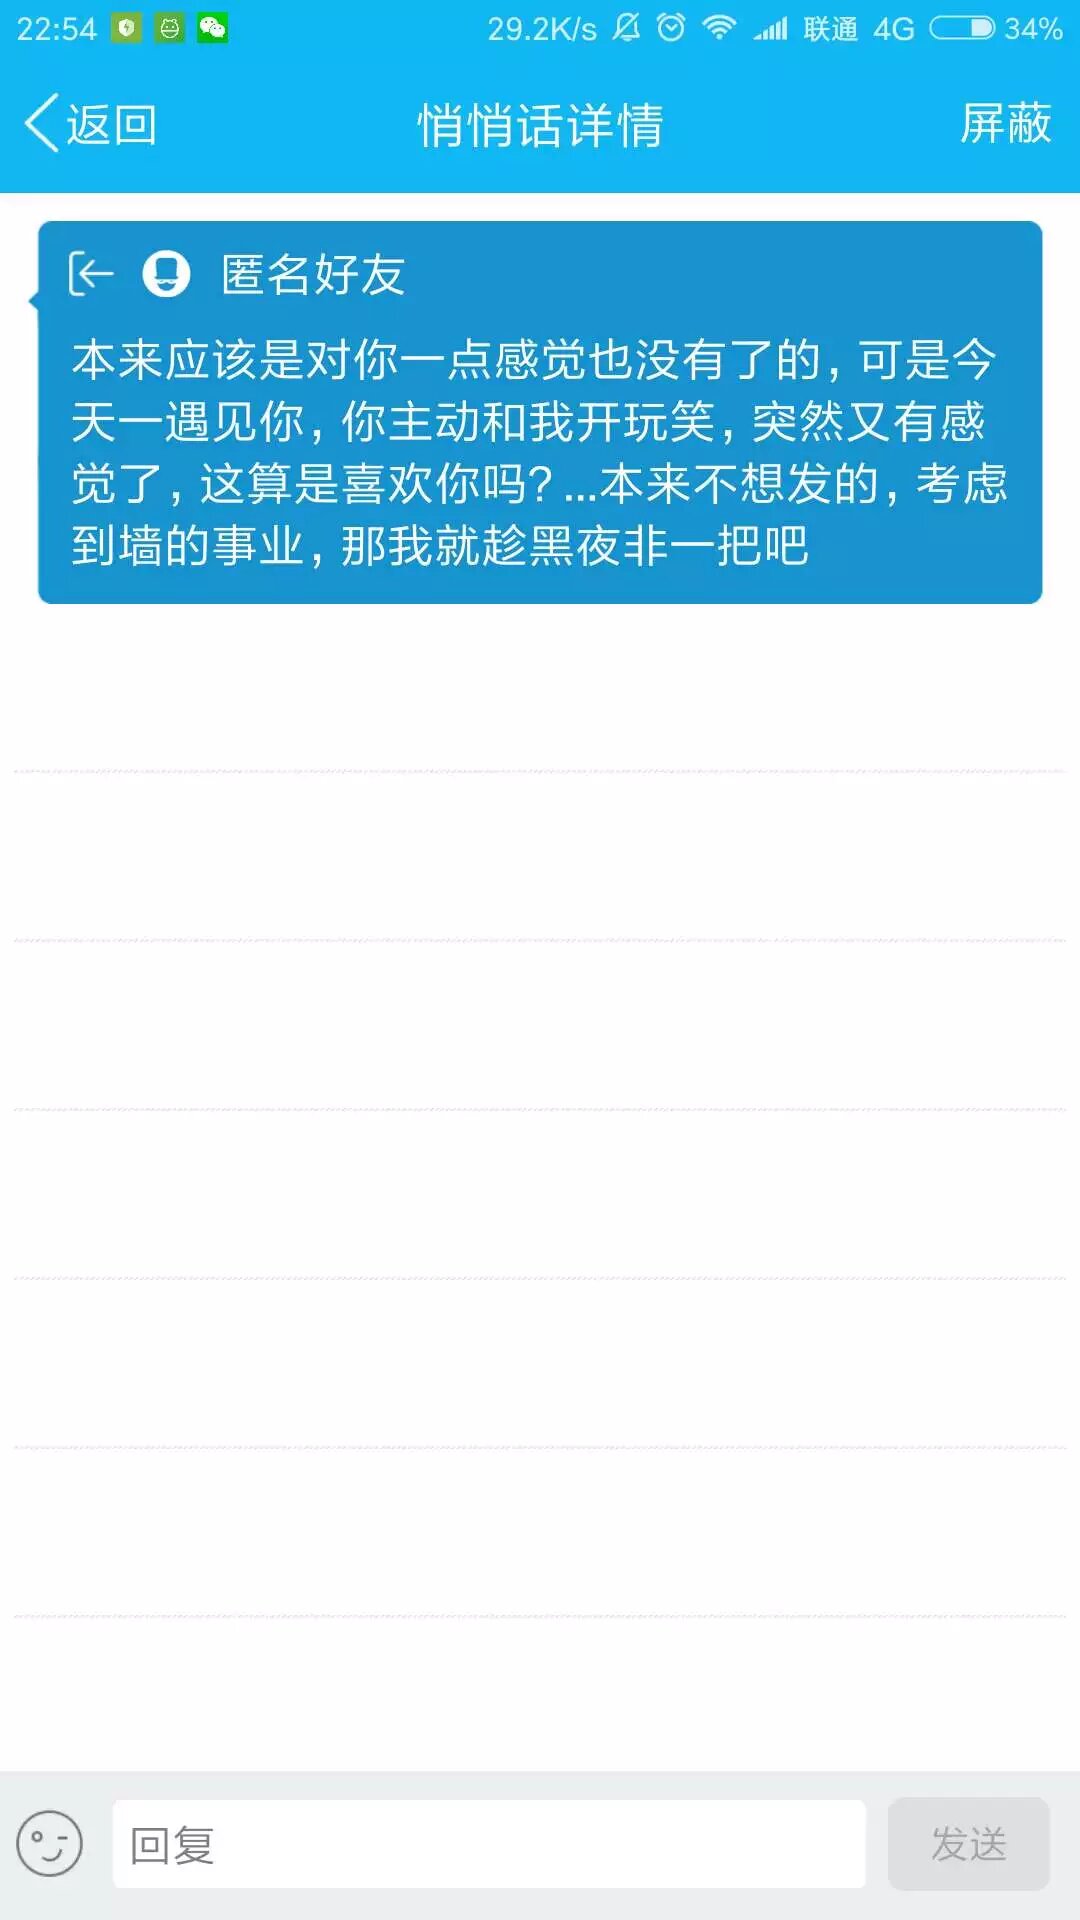 22:54 29.2K/s 联通 4G 34%
返回 悄悄话详情 屏蔽
匿名好友
本来应该是对你一点感觉也没有了的，可是今
天一遇见你，你主动和我开玩笑，突然又有感
觉了，这算是喜欢你吗？...本来不想发的，考虑
到墙的事业，那我就趁黑夜非一把吧
回复 发送